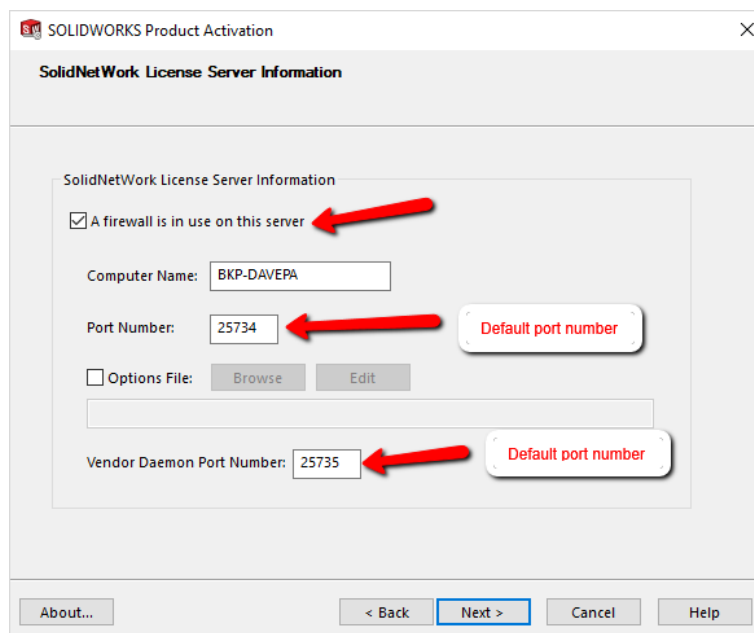 SOLIDWORKS Product Activation
SolidNetWork License Server Information
SolidNetWork License Server Information
A firewall is in use on this server
Computer Name: BKP-DAVEPA
Port Number: 25734 Default port number
Options File: Browse Edit
Vendor Daemon Port Number: 25735 Default port number
About... < Back Next > Cancel Help